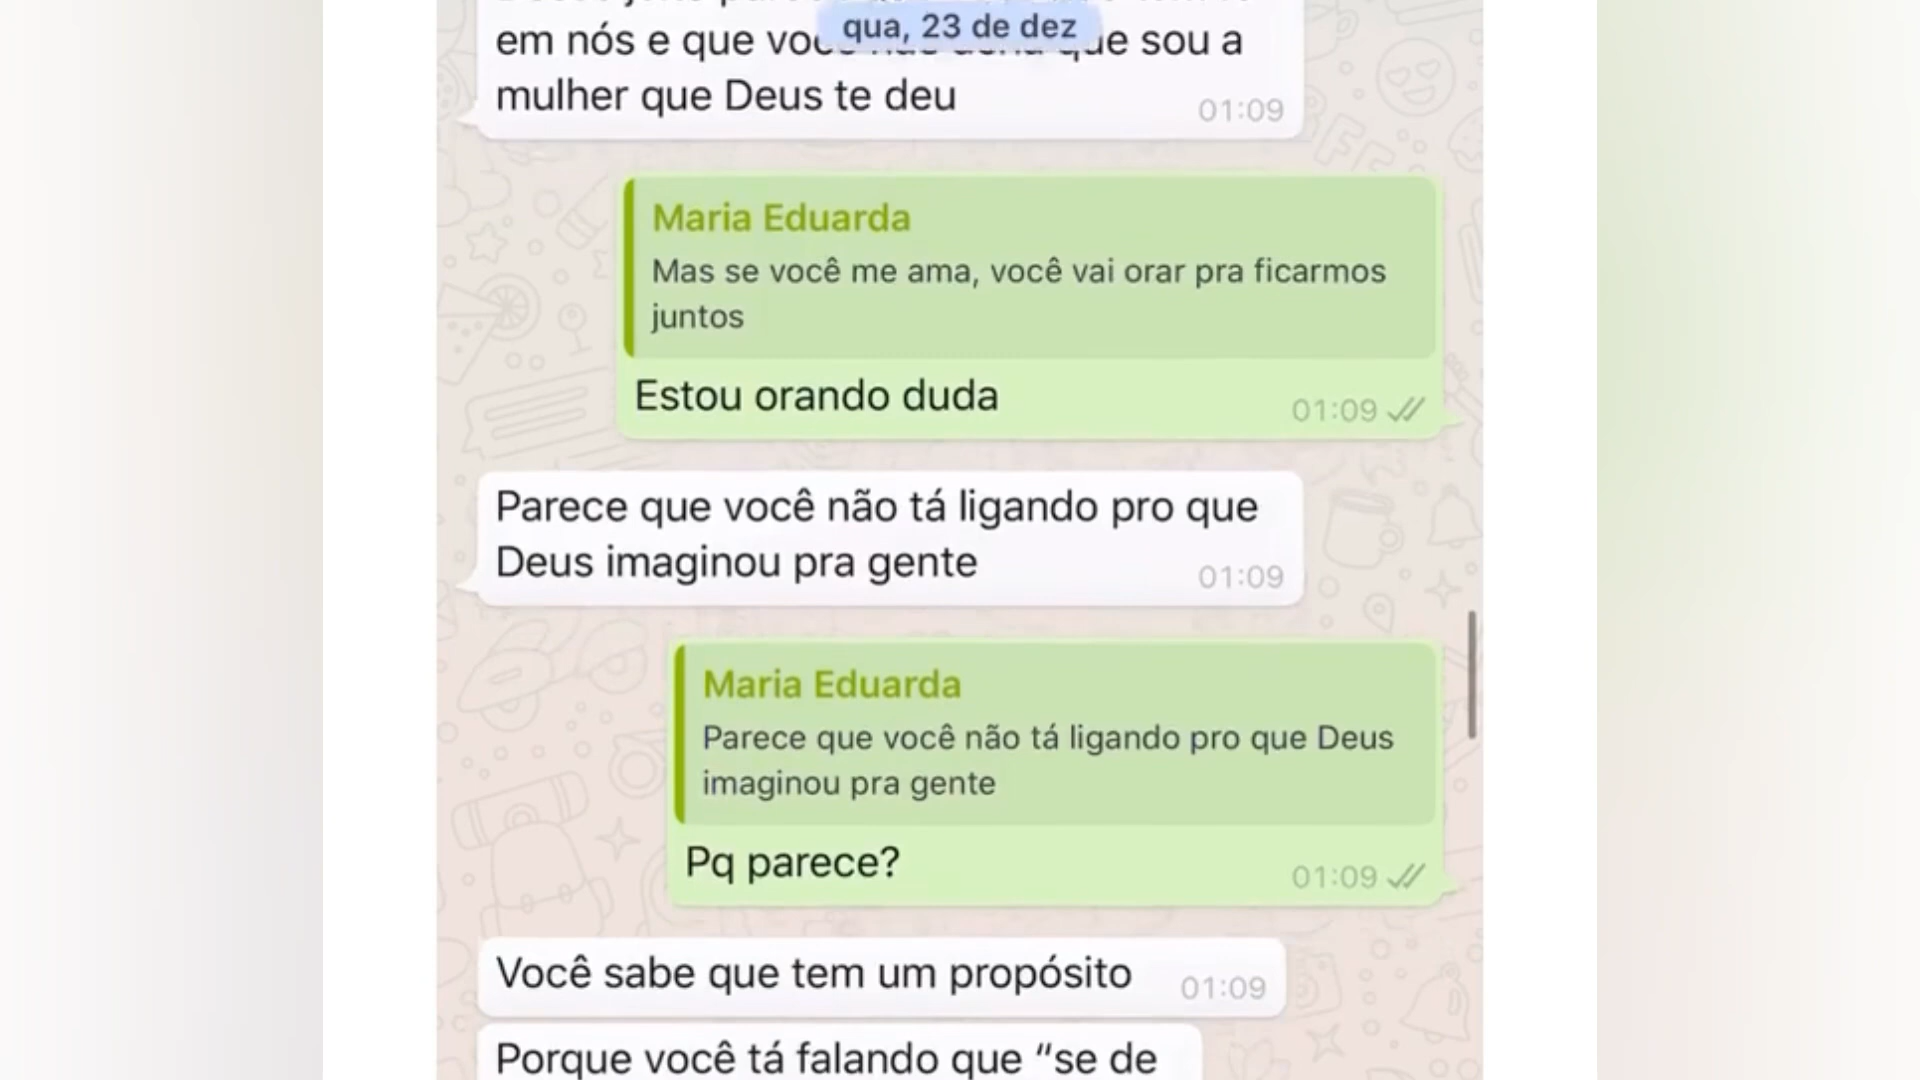 qua, 23 de dez
em nós e que que sou a
mulher que Deus te deu
01:09
Maria Eduarda
Mas se você me ama, você vai orar pra ficarmos
juntos
Estou orando duda
01:09
Parece que você não tá ligando pro que
Deus imaginou pra gente
01:09
Maria Eduarda
Parece que você não tá ligando pro que Deus
imaginou pra gente
Pq parece?
01:09
Você sabe que tem um propósito
01:09
Porque você tá falando que “se de